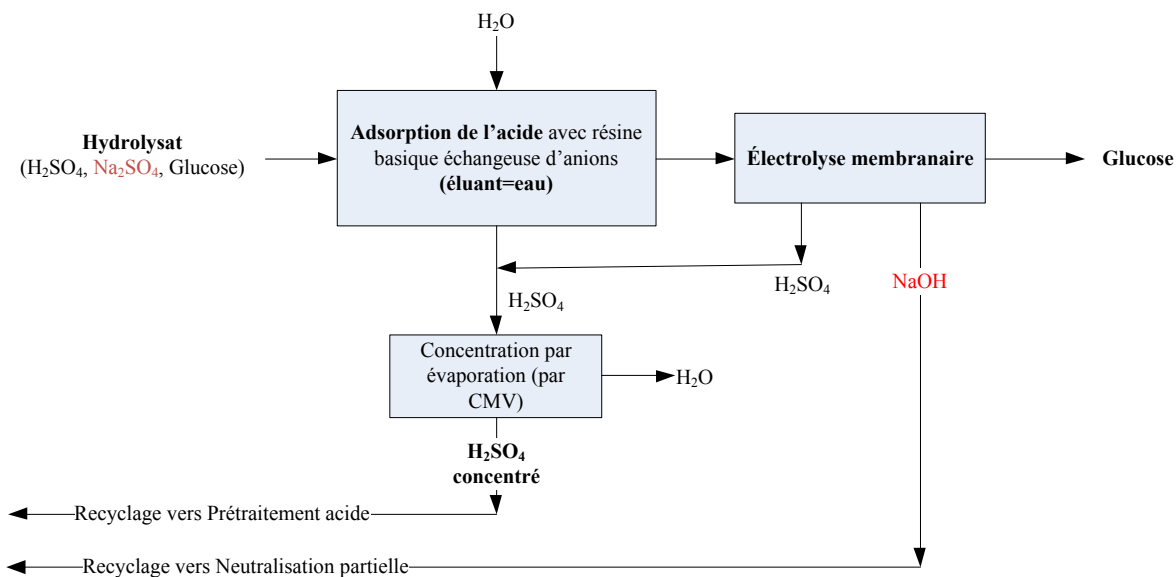 H₂O
Hydrolysat
(H₂SO₄, Na₂SO₄, Glucose)
Adsorption de l’acide avec résine
basique échangeuse d’anions
(éluant=eau)
Électrolyse membranaire
Glucose
H₂SO₄
H₂SO₄
NaOH
Concentration par
évaporation (par
CMV)
H₂O
H₂SO₄
concentré
Recyclage vers Prétraitement acide
Recyclage vers Neutralisation partielle